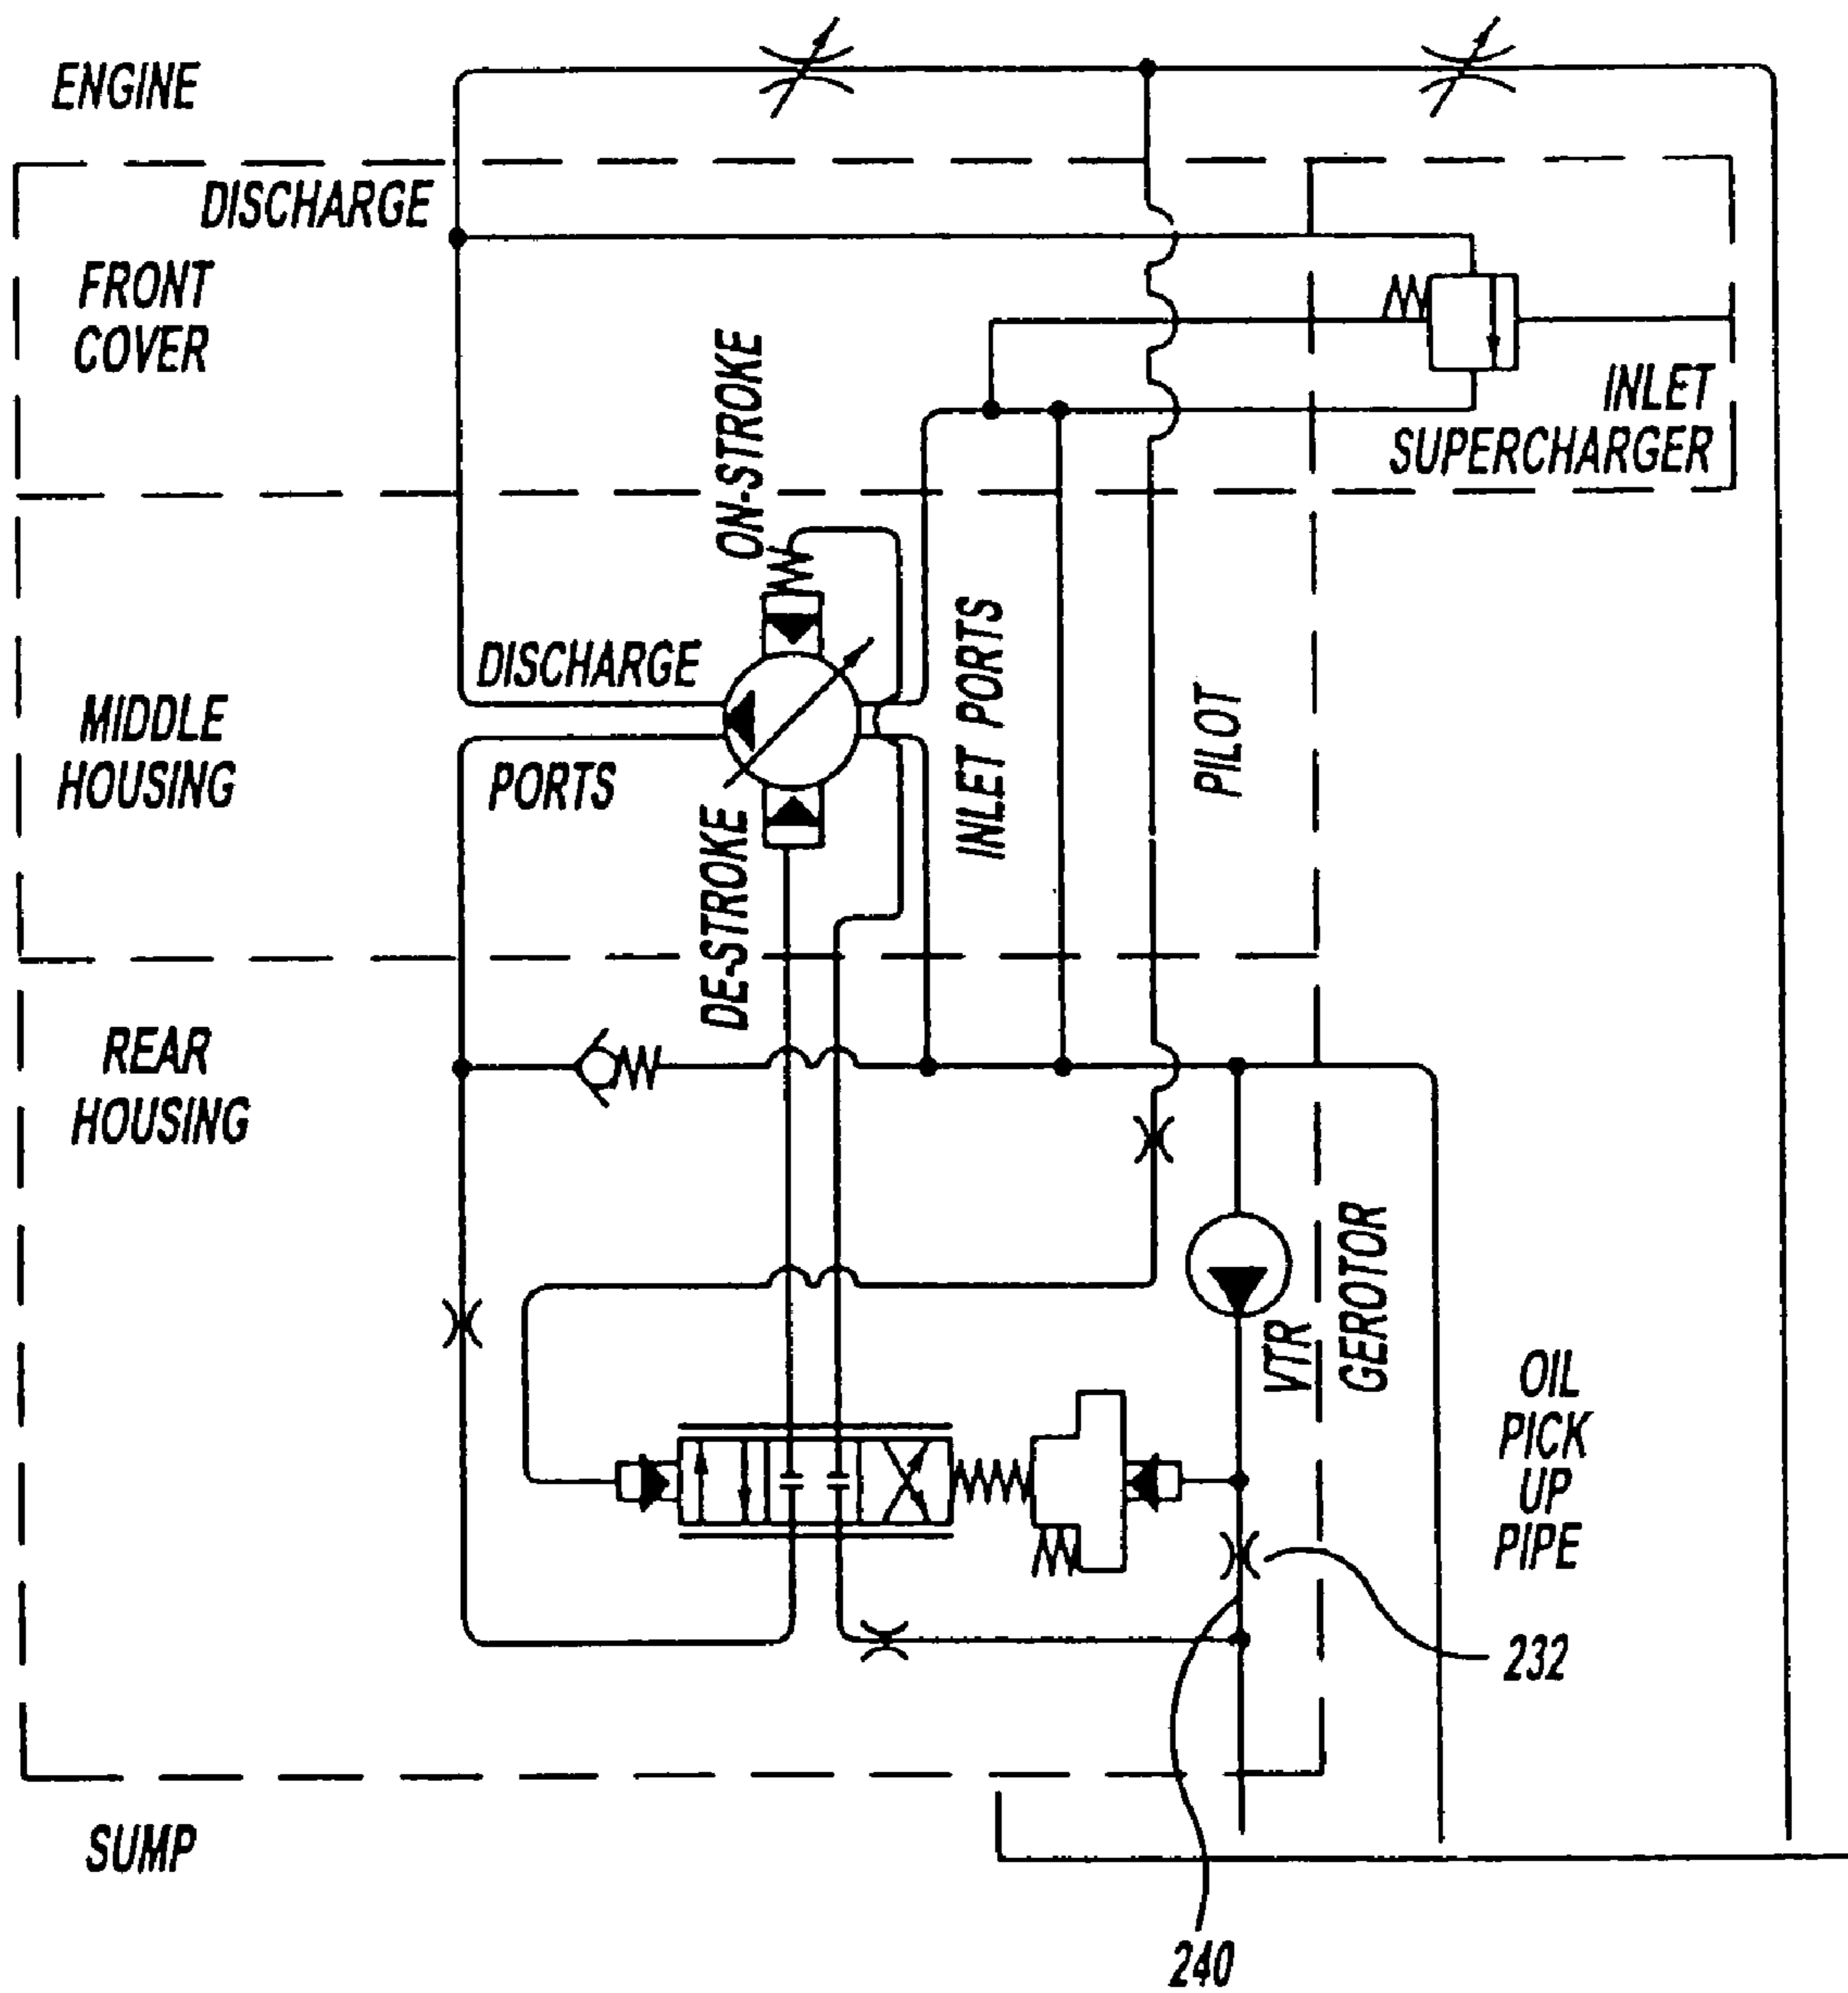 ENGINE
DISCHARGE
FRONT
COVER
INLET
SUPERCHARGER
ON-STROKE
DISCHARGE
PORTS
INLET PORTS
PILOT
MIDDLE
HOUSING
DE-STROKE
REAR
HOUSING
VTR
GEROTOR
OIL
PICK
UP
PIPE
232
SUMP
240